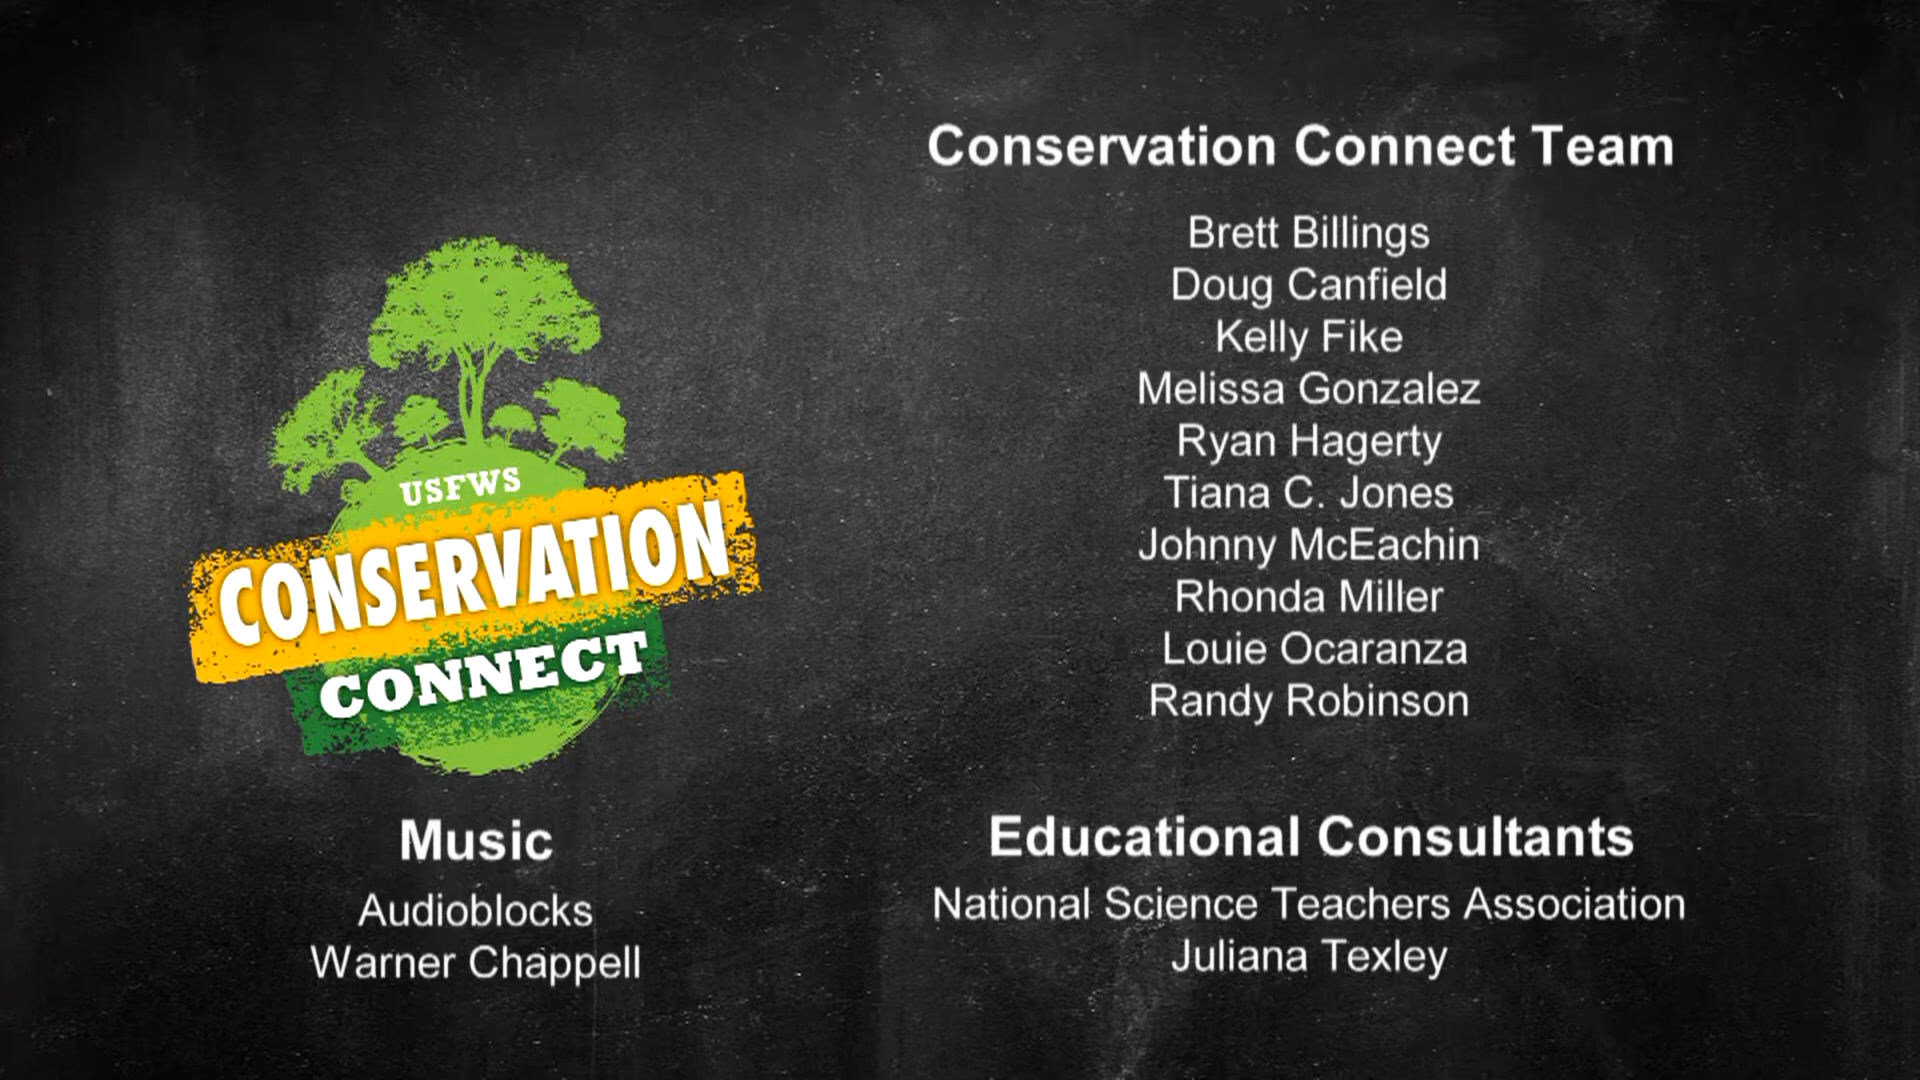 USFWS
CONSERVATION
CONNECT
Music
Audioblocks
Warner Chappell
Conservation Connect Team
Brett Billings
Doug Canfield
Kelly Fike
Melissa Gonzalez
Ryan Hagerty
Tiana C. Jones
Johnny McEachin
Rhonda Miller
Louie Ocaranza
Randy Robinson
Educational Consultants
National Science Teachers Association
Juliana Texley